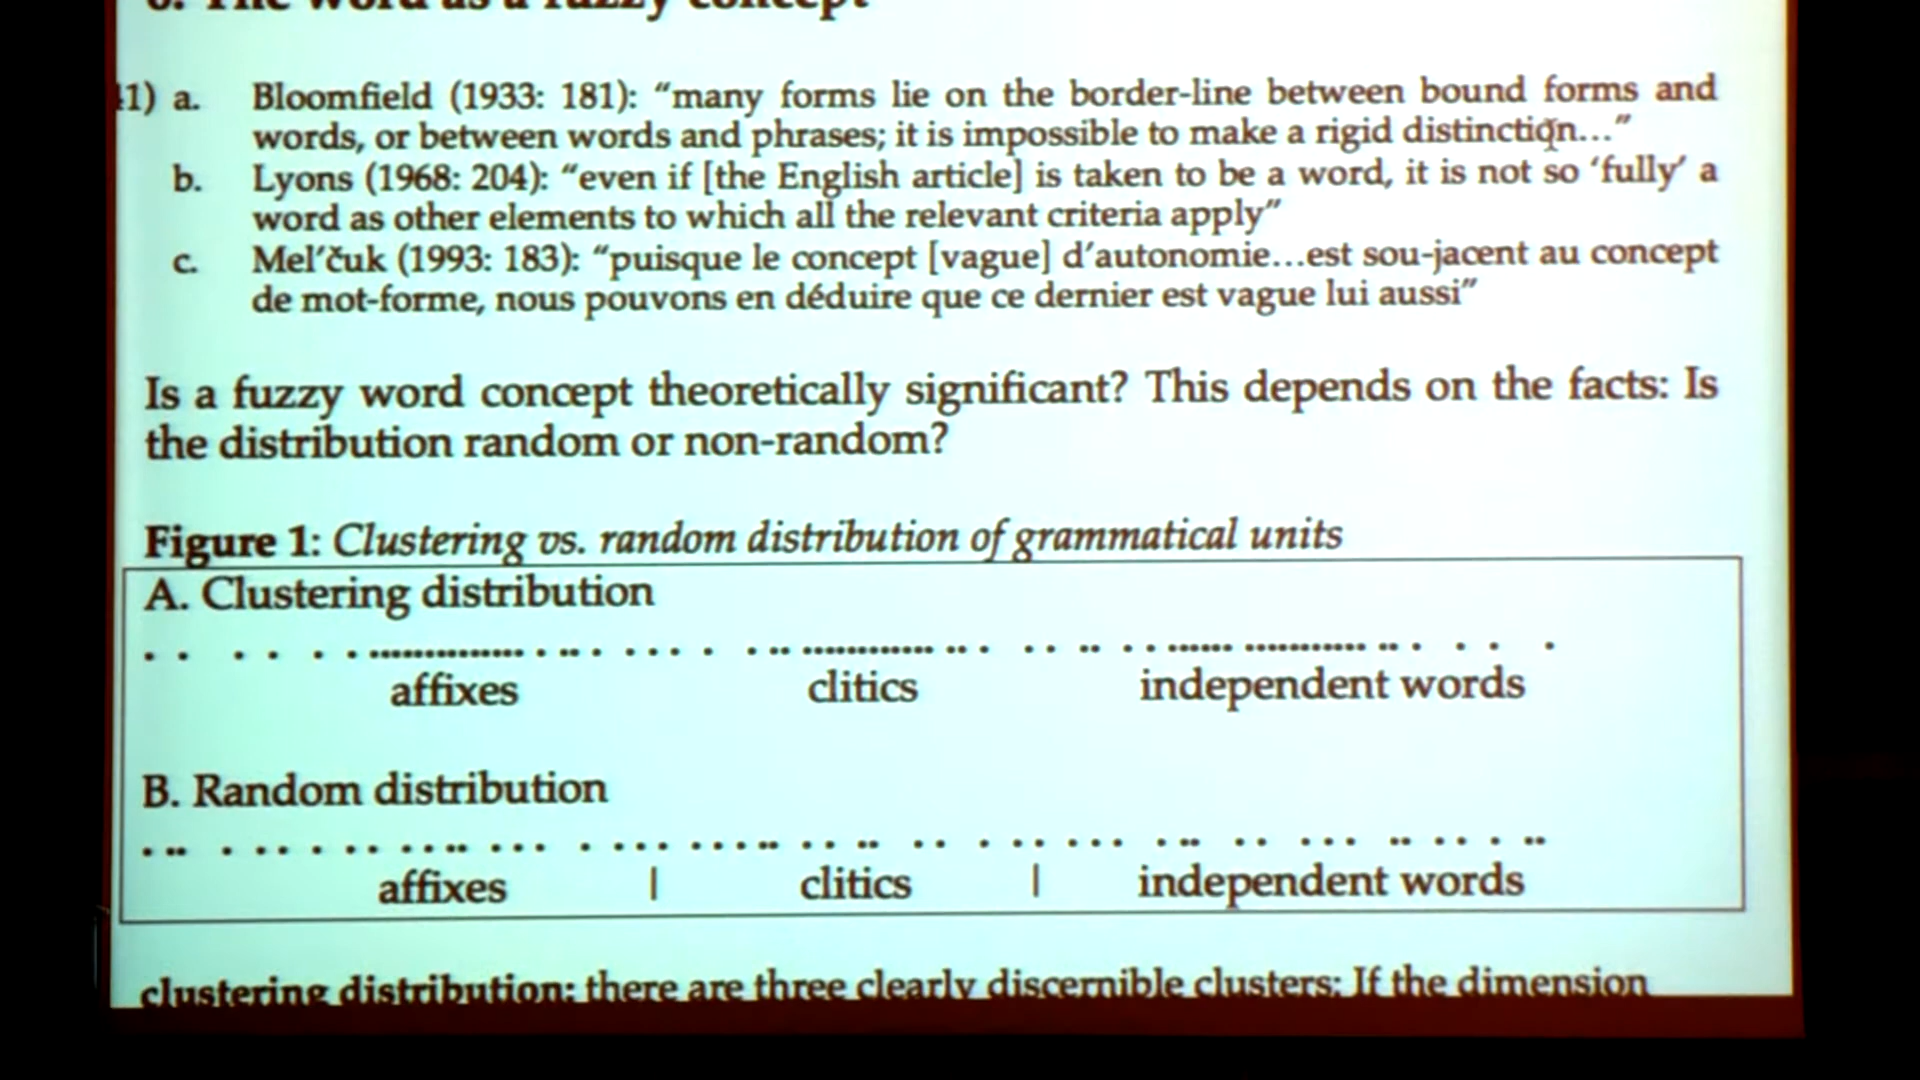 6. The word as a fuzzy concept
1) a. Bloomfield (1933: 181): “many forms lie on the border-line between bound forms and
words, or between words and phrases; it is impossible to make a rigid distinction…”
b. Lyons (1968: 204): “even if [the English article] is taken to be a word, it is not so ‘fully’ a
word as other elements to which all the relevant criteria apply”
c. Mel’čuk (1993: 183): “puisque le concept [vague] d’autonomie…est sou-jacent au concept
de mot-forme, nous pouvons en déduire que ce dernier est vague lui aussi”
Is a fuzzy word concept theoretically significant? This depends on the facts: Is
the distribution random or non-random?
Figure 1: Clustering vs. random distribution of grammatical units
A. Clustering distribution
affixes clitics independent words
B. Random distribution
affixes | clitics | independent words
clustering distribution: there are three clearly discernible clusters: If the dimension